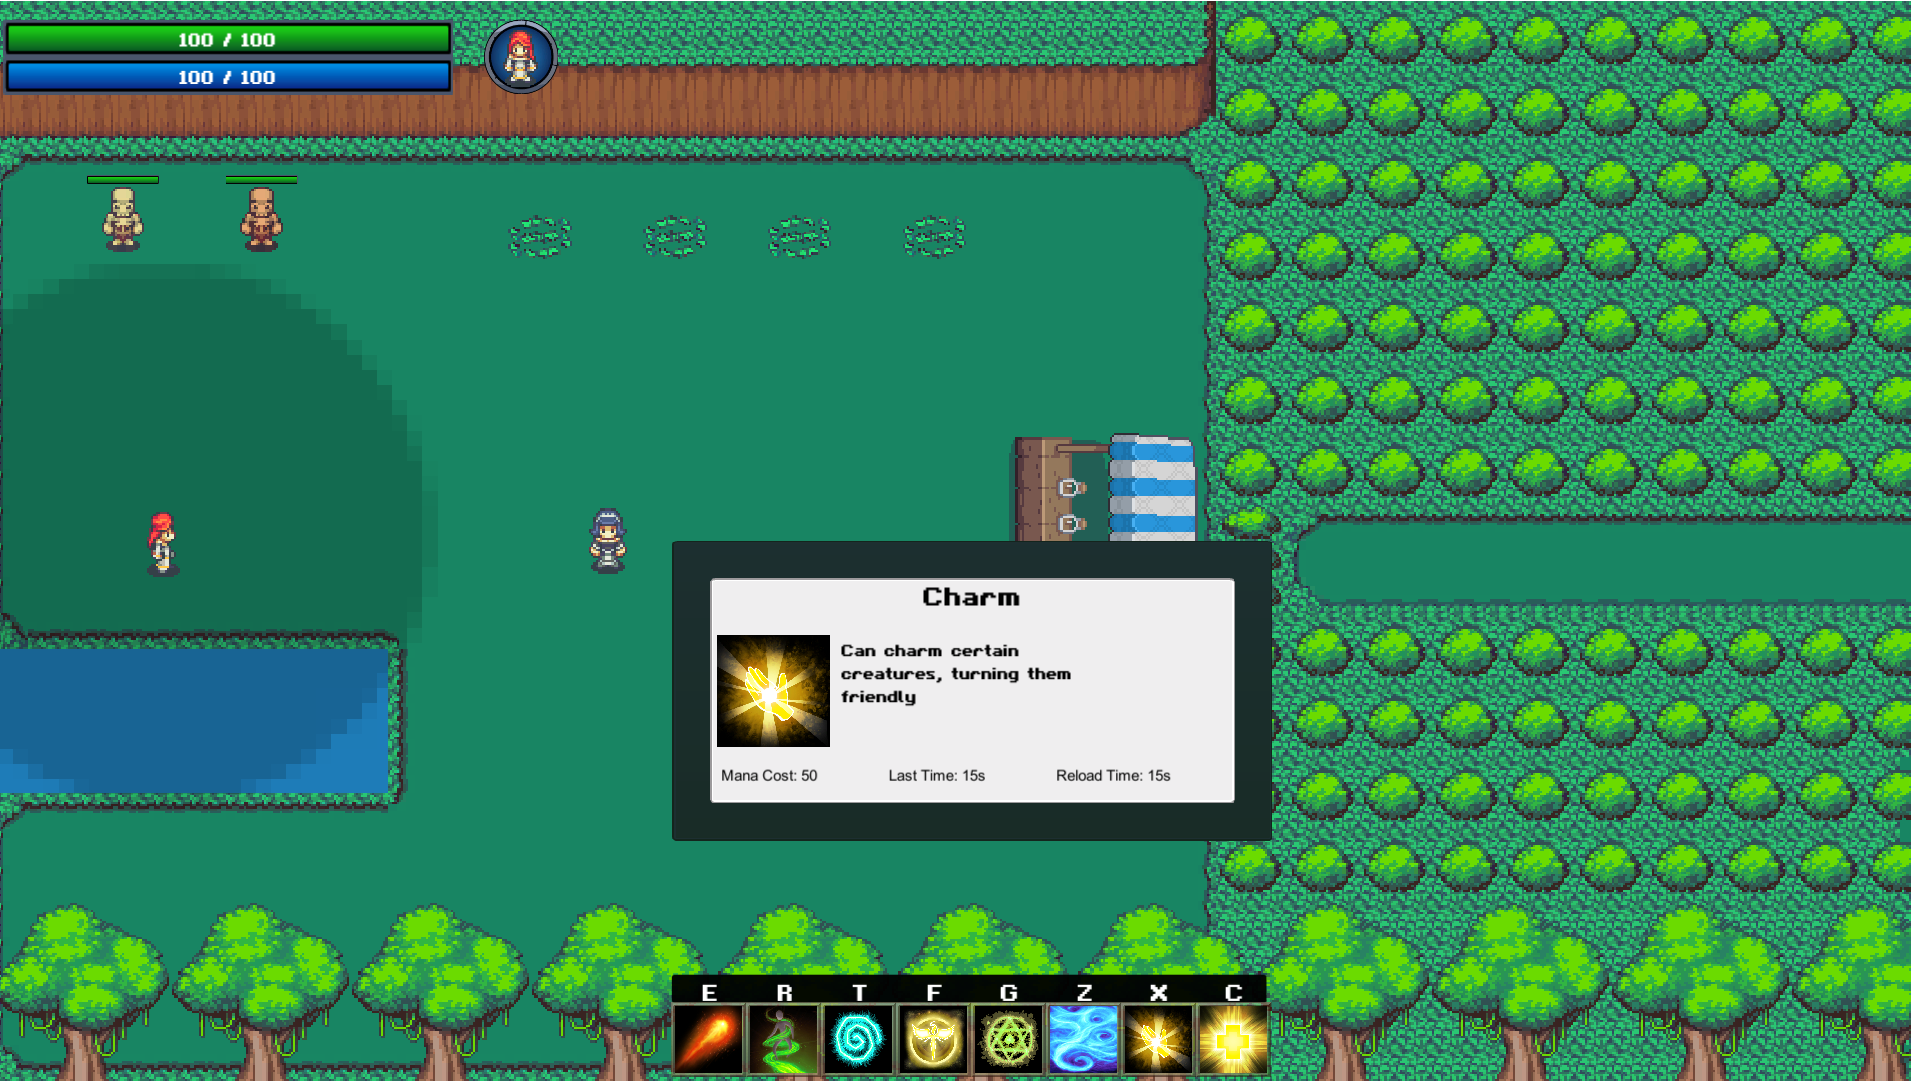 100 / 100
100 / 100
Charm
Can charm certain
creatures, turning them
friendly
Mana Cost: 50 Last Time: 15s Reload Time: 15s
E R T F G Z X C